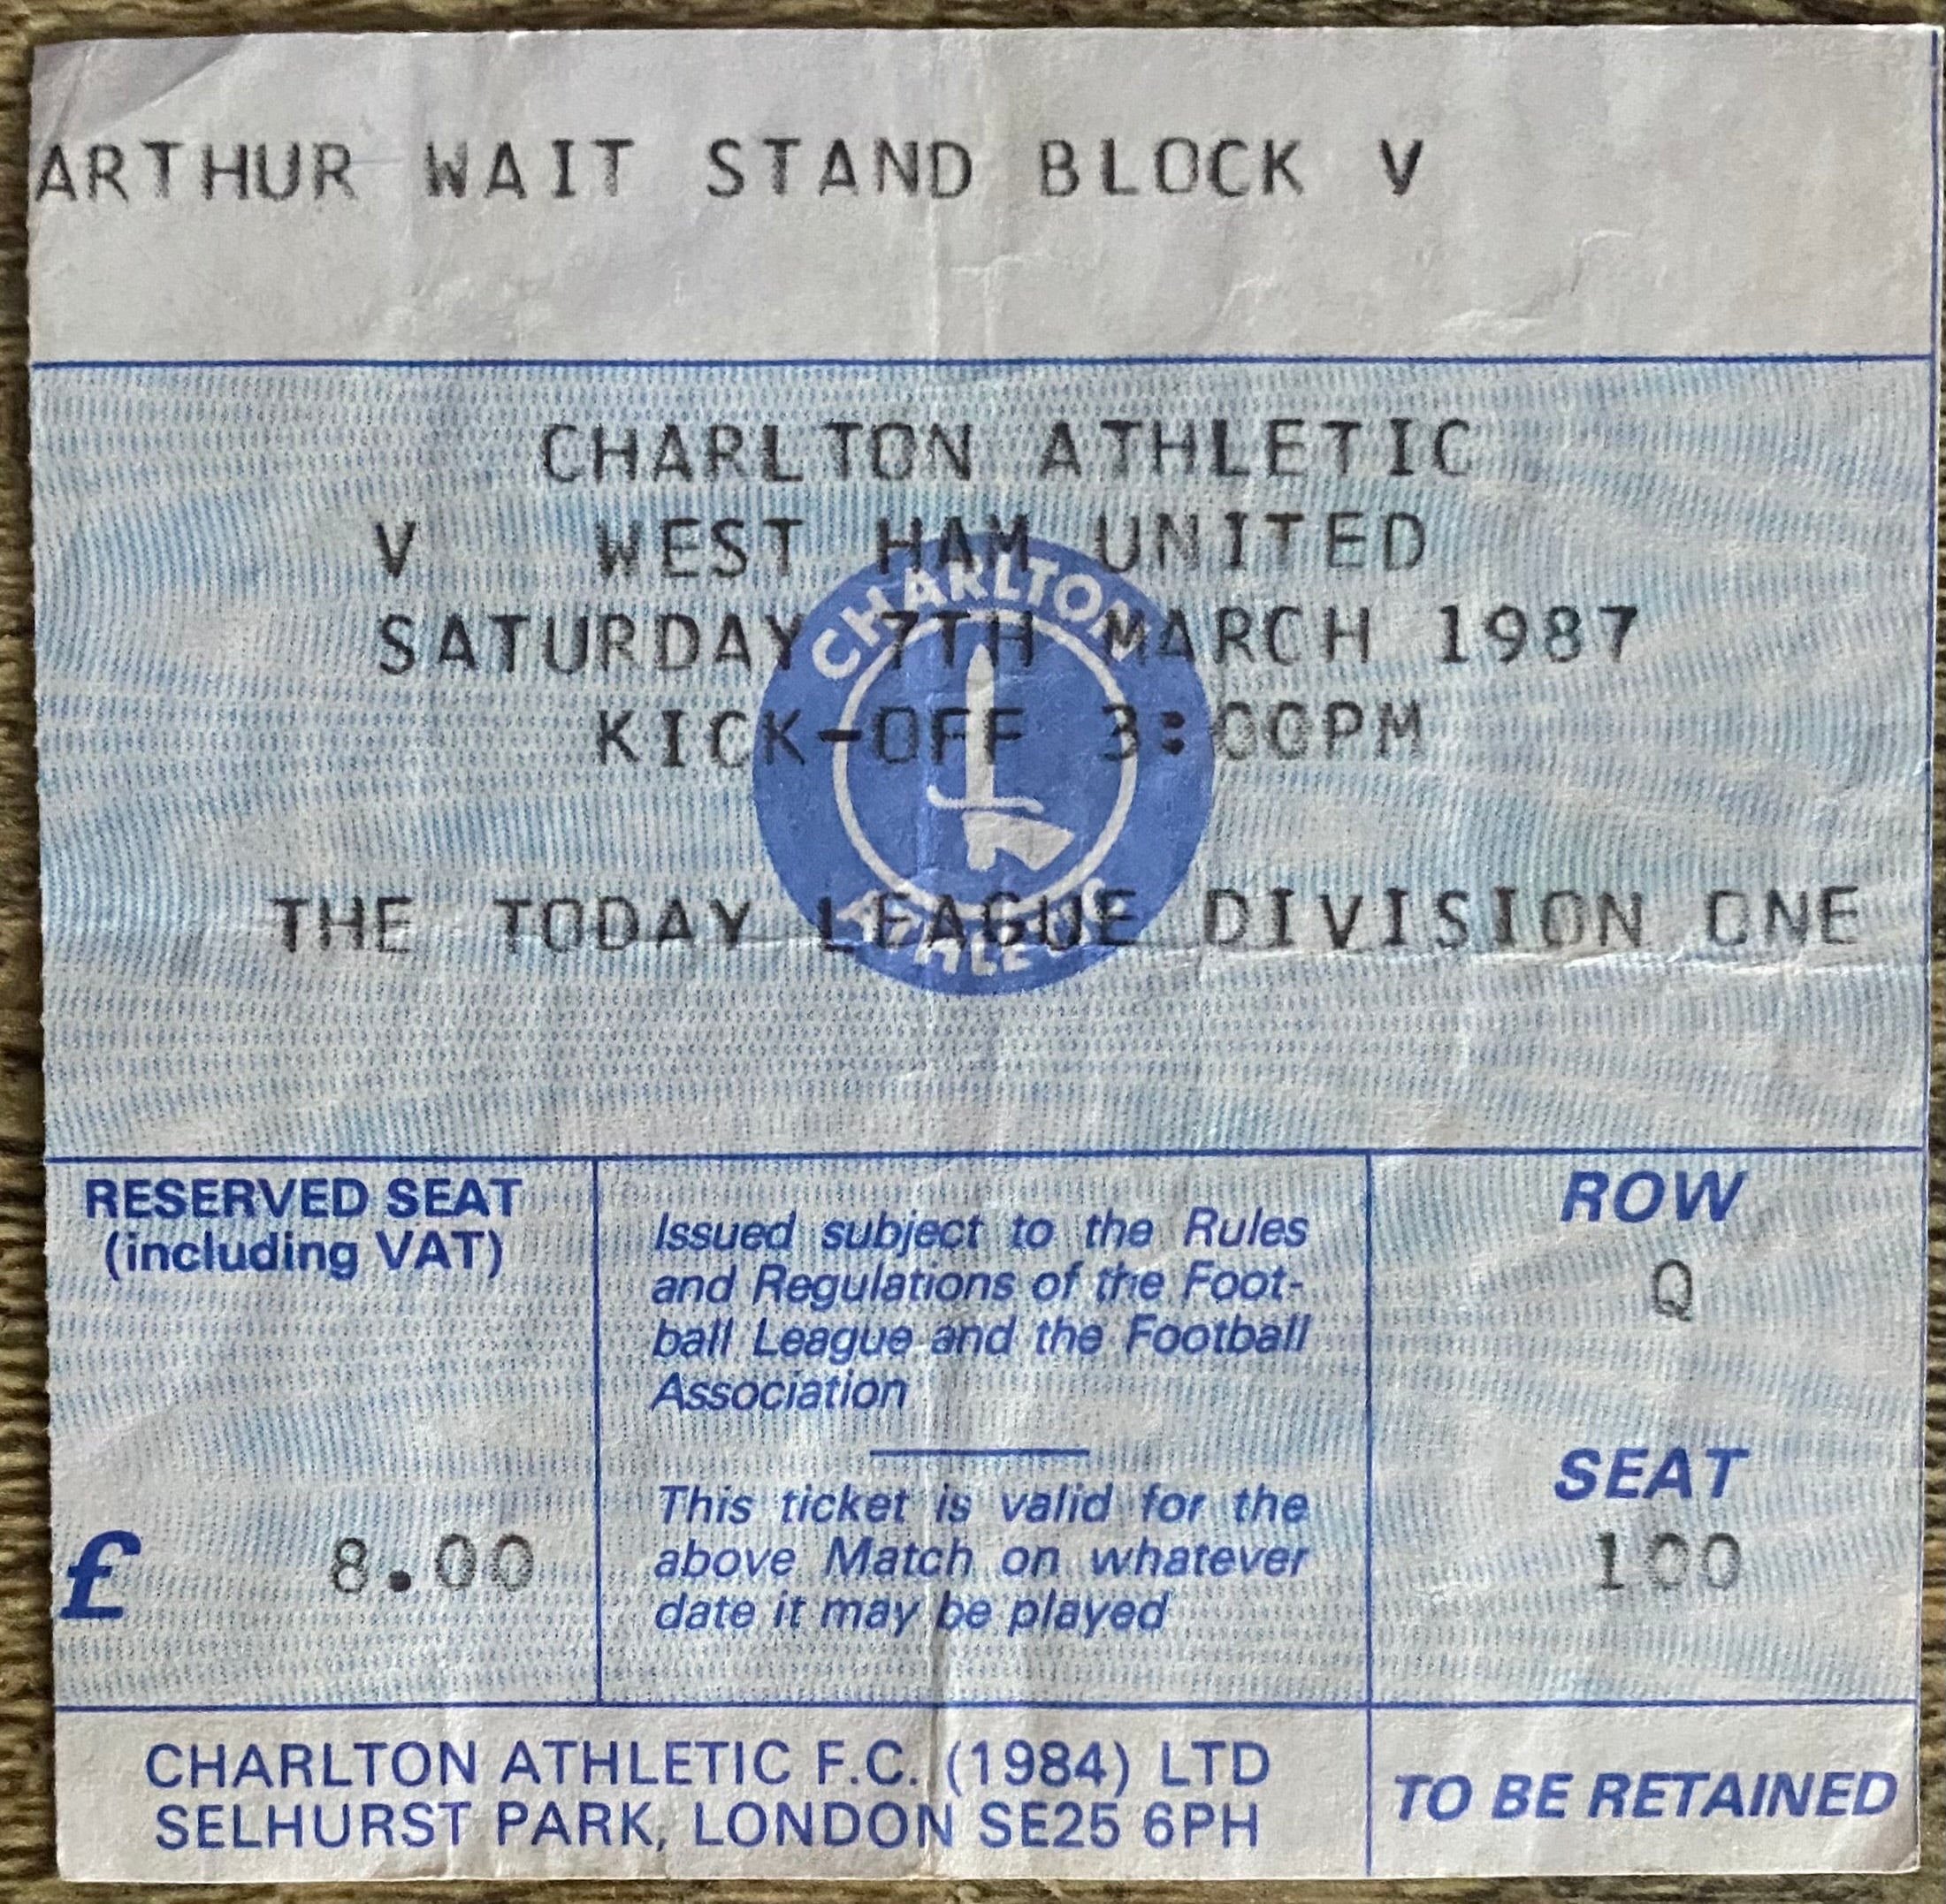 ARTHUR WAIT STAND BLOCK V
CHARLTON ATHLETIC
V WEST HAM UNITED
SATURDAY 7TH MARCH 1987
KICK-OFF 3:00PM
THE TODAY LEAGUE DIVISION ONE
CHARLTON
ATHLETIC
RESERVED SEAT
(including VAT)
£ 8.00
Issued subject to the Rules
and Regulations of the Foot-
ball League and the Football
Association
This ticket is valid for the
above Match on whatever
date it may be played
ROW
Q
SEAT
100
CHARLTON ATHLETIC F.C. (1984) LTD
SELHURST PARK, LONDON SE25 6PH
TO BE RETAINED